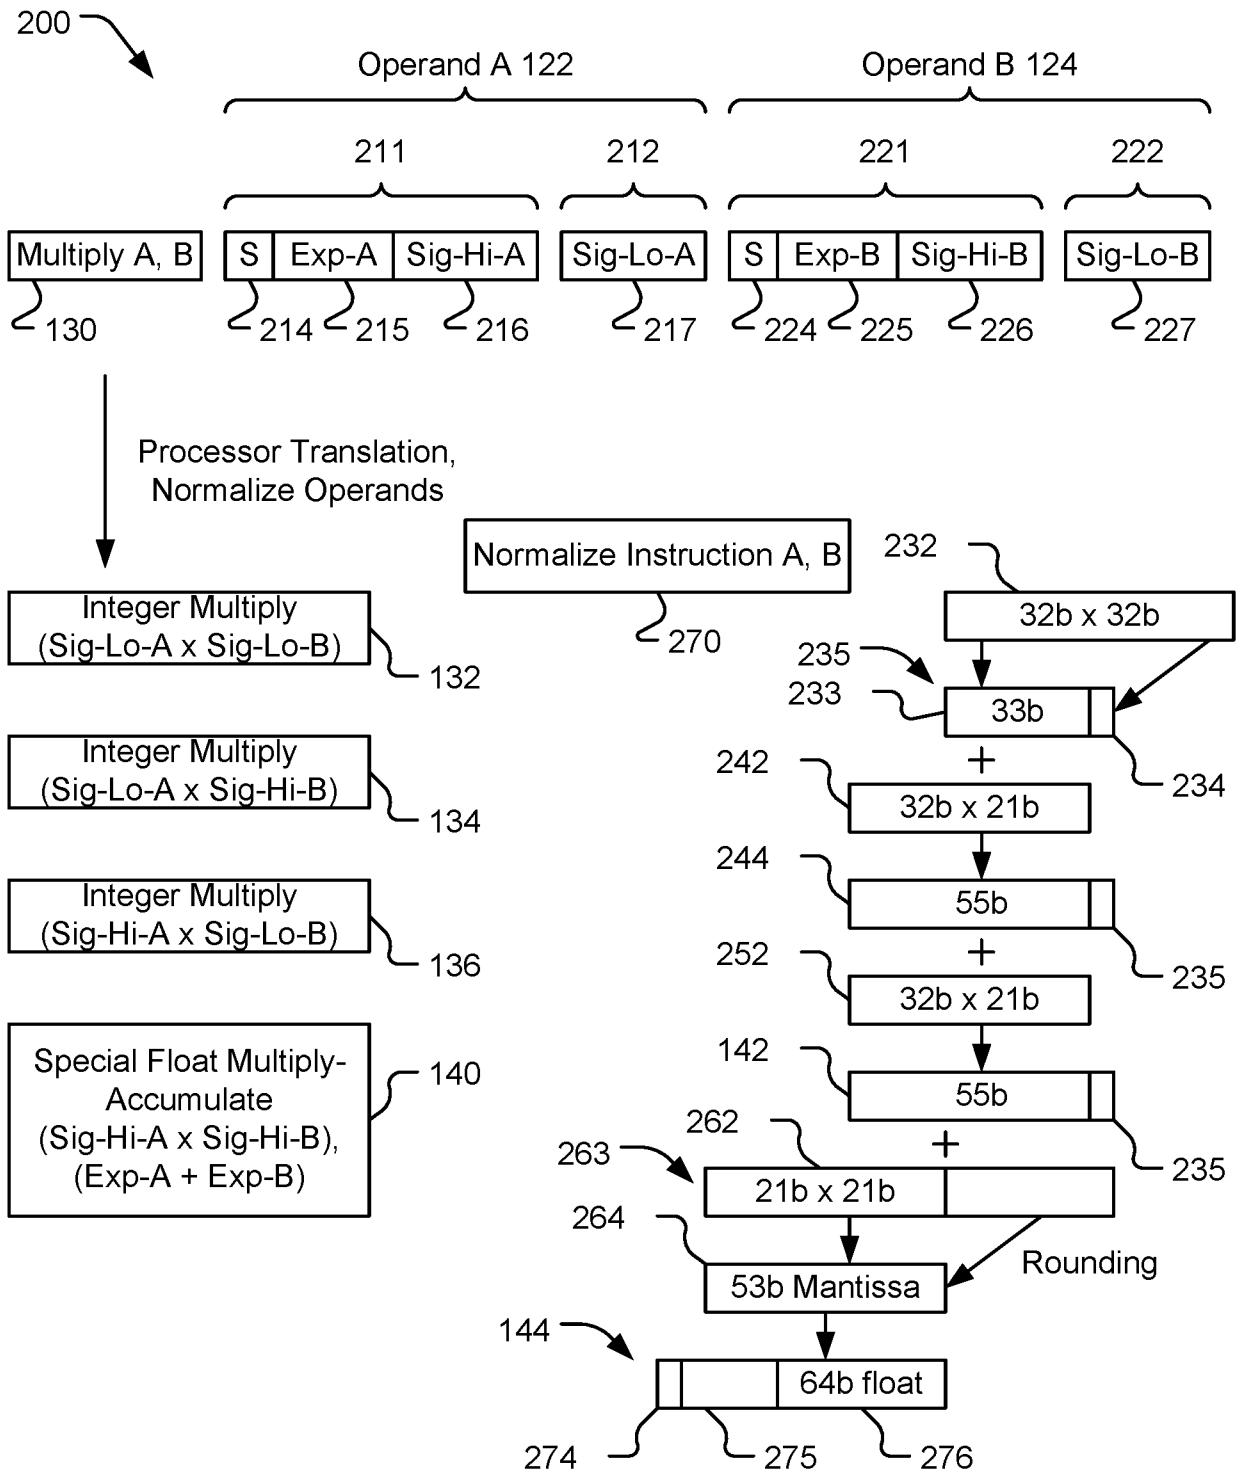 200
Operand A 122
Operand B 124
211
212
221
222
Multiply A, B
S
Exp-A
Sig-Hi-A
Sig-Lo-A
S
Exp-B
Sig-Hi-B
Sig-Lo-B
130
214
215
216
217
224
225
226
227
Processor Translation,
Normalize Operands
Normalize Instruction A, B
270
232
32b x 32b
Integer Multiply
(Sig-Lo-A x Sig-Lo-B)
132
235
233
33b
234
+
Integer Multiply
(Sig-Lo-A x Sig-Hi-B)
134
242
32b x 21b
244
55b
235
+
Integer Multiply
(Sig-Hi-A x Sig-Lo-B)
136
252
32b x 21b
142
55b
235
+
Special Float Multiply-
Accumulate
(Sig-Hi-A x Sig-Hi-B),
(Exp-A + Exp-B)
140
262
263
21b x 21b
264
Rounding
53b Mantissa
144
64b float
274
275
276